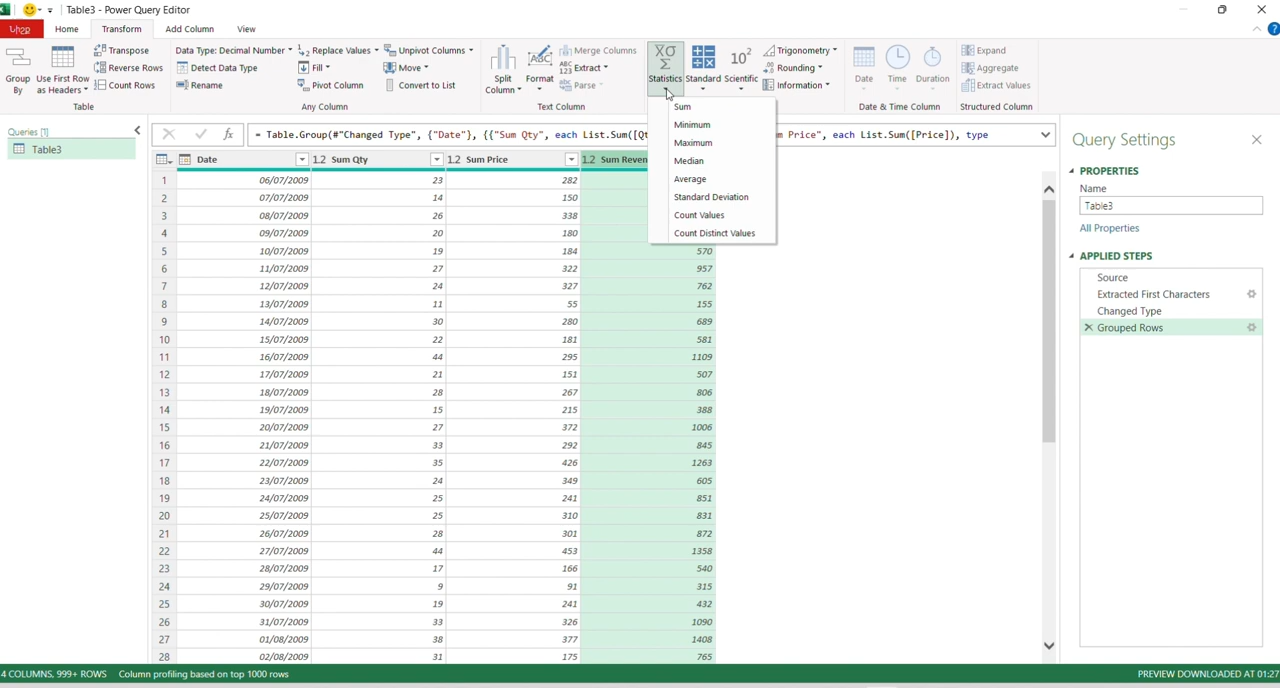 Table3 - Power Query Editor
Նիշք Home Transform Add Column View
Group By
Use First Row as Headers
Transpose
Reverse Rows
Count Rows
Table
Data Type: Decimal Number
Detect Data Type
Rename
Replace Values
Fill
Pivot Column
Unpivot Columns
Move
Convert to List
Any Column
Split Column
Format
Merge Columns
Extract
Parse
Text Column
Statistics
Standard
Scientific
Trigonometry
Rounding
Information
Date
Time
Duration
Date & Time Column
Expand
Aggregate
Extract Values
Structured Column
Sum
Minimum
Maximum
Median
Average
Standard Deviation
Count Values
Count Distinct Values
Queries [1]
Table3
= Table.Group(#"Changed Type", {"Date"}, {{"Sum Qty", each List.Sum([Qt m Price", each List.Sum([Price]), type
Date 1.2 Sum Qty 1.2 Sum Price 1.2 Sum Reven
1 06/07/2009 23 282
2 07/07/2009 14 150
3 08/07/2009 26 338
4 09/07/2009 20 180
5 10/07/2009 19 184 570
6 11/07/2009 27 322 957
7 12/07/2009 24 327 762
8 13/07/2009 11 55 155
9 14/07/2009 30 280 689
10 15/07/2009 22 181 581
11 16/07/2009 44 295 1109
12 17/07/2009 21 151 507
13 18/07/2009 28 267 806
14 19/07/2009 15 215 388
15 20/07/2009 27 372 1006
16 21/07/2009 33 292 845
17 22/07/2009 35 426 1263
18 23/07/2009 24 349 605
19 24/07/2009 25 241 851
20 25/07/2009 25 310 831
21 26/07/2009 28 301 872
22 27/07/2009 44 453 1358
23 28/07/2009 17 166 540
24 29/07/2009 9 91 315
25 30/07/2009 19 241 432
26 31/07/2009 33 326 1090
27 01/08/2009 38 377 1408
28 02/08/2009 31 175 765
Query Settings
PROPERTIES
Name
Table3
All Properties
APPLIED STEPS
Source
Extracted First Characters
Changed Type
Grouped Rows
4 COLUMNS, 999+ ROWS Column profiling based on top 1000 rows
PREVIEW DOWNLOADED AT 01:27